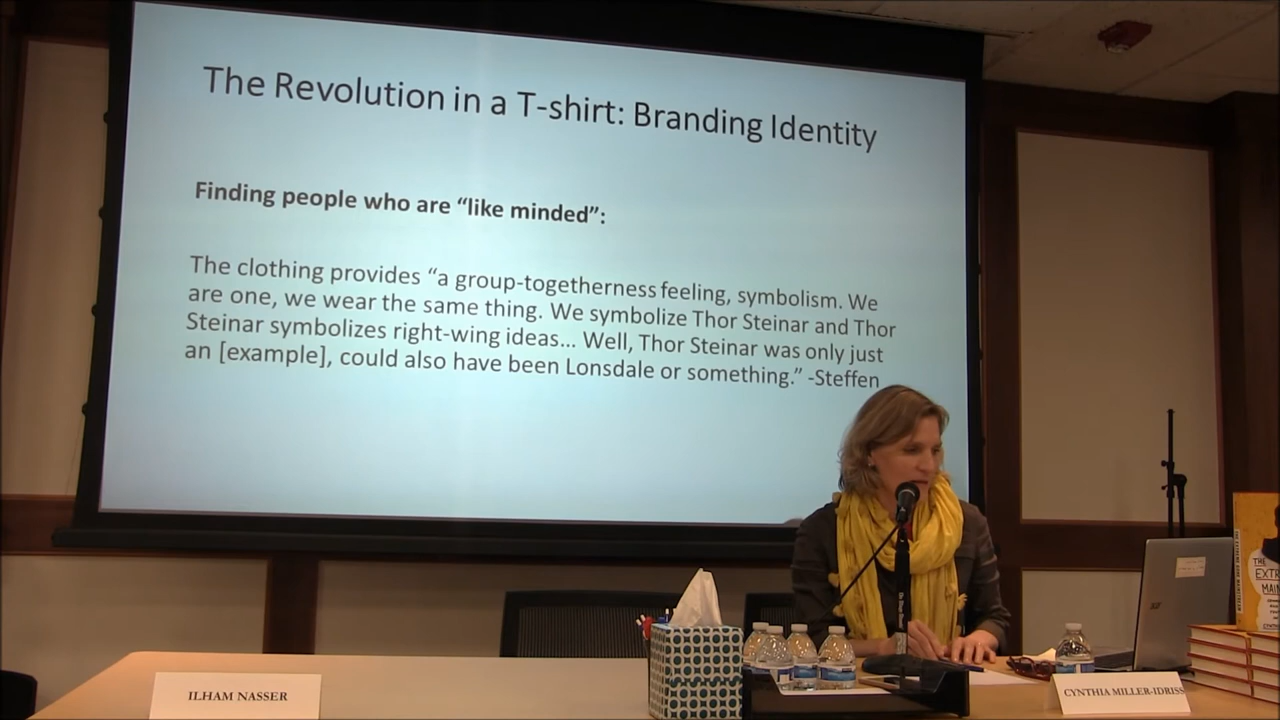 The Revolution in a T-shirt: Branding Identity
Finding people who are “like minded”:
The clothing provides “a group-togetherness feeling, symbolism. We
are one, we wear the same thing. We symbolize Thor Steinar and Thor
Steinar symbolizes right-wing ideas... Well, Thor Steinar was only just
an [example], could also have been Lonsdale or something.” -Steffen
THE
EXTR
MAIN
ILHAM NASSER
CYNTHIA MILLER-IDRISS